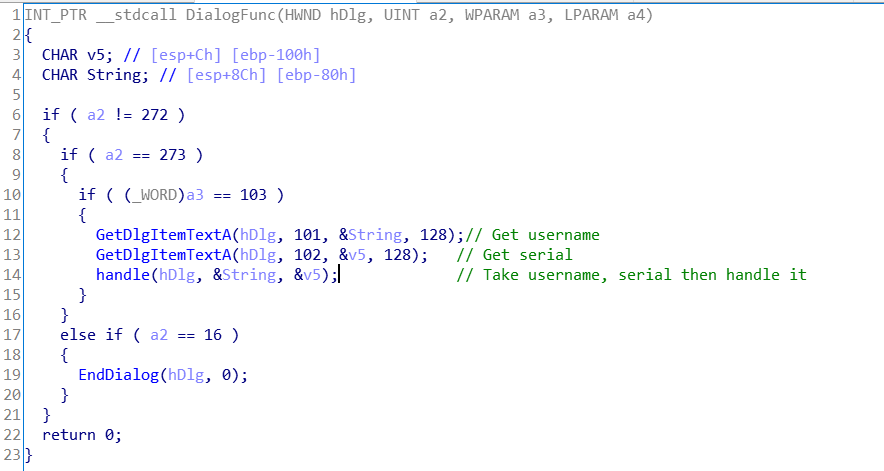 1 INT_PTR __stdcall DialogFunc(HWND hDlg, UINT a2, WPARAM a3, LPARAM a4)
2 {
3   CHAR v5; // [esp+Ch] [ebp-100h]
4   CHAR String; // [esp+8Ch] [ebp-80h]
5
6   if ( a2 != 272 )
7   {
8     if ( a2 == 273 )
9     {
10       if ( (_WORD)a3 == 103 )
11       {
12         GetDlgItemTextA(hDlg, 101, &String, 128);// Get username
13         GetDlgItemTextA(hDlg, 102, &v5, 128);   // Get serial
14         handle(hDlg, &String, &v5);             // Take username, serial then handle it
15       }
16     }
17     else if ( a2 == 16 )
18     {
19       EndDialog(hDlg, 0);
20     }
21   }
22   return 0;
23 }